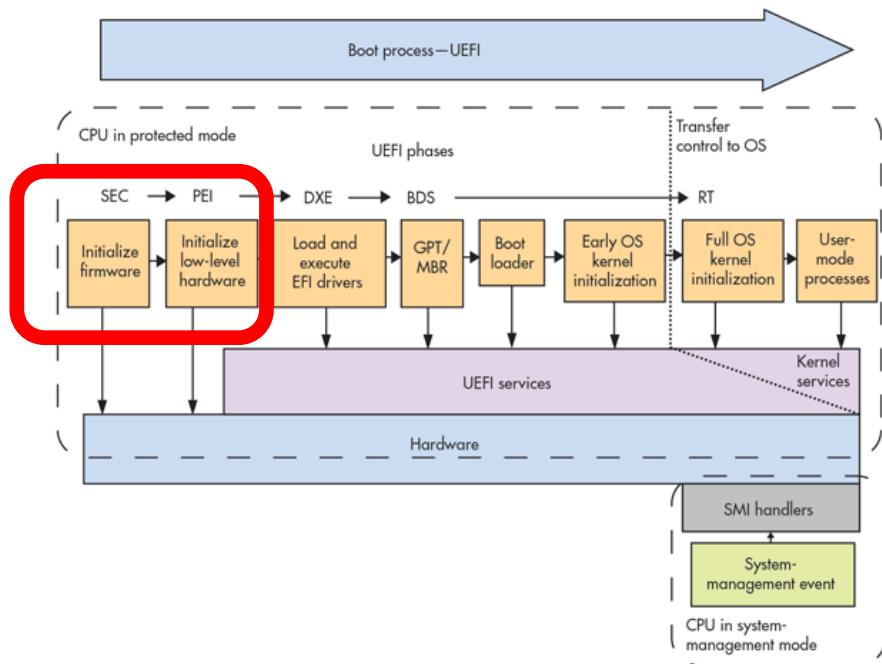 Boot process—UEFI
CPU in protected mode
UEFI phases
Transfer
control to OS
SEC
PEI
DXE
BDS
RT
Initialize
firmware
Initialize
low-level
hardware
Load and
execute
EFI drivers
GPT/
MBR
Boot
loader
Early OS
kernel
initialization
Full OS
kernel
initialization
User-
mode
processes
UEFI services
Kernel
services
Hardware
SMI handlers
System-
management event
CPU in system-
management mode